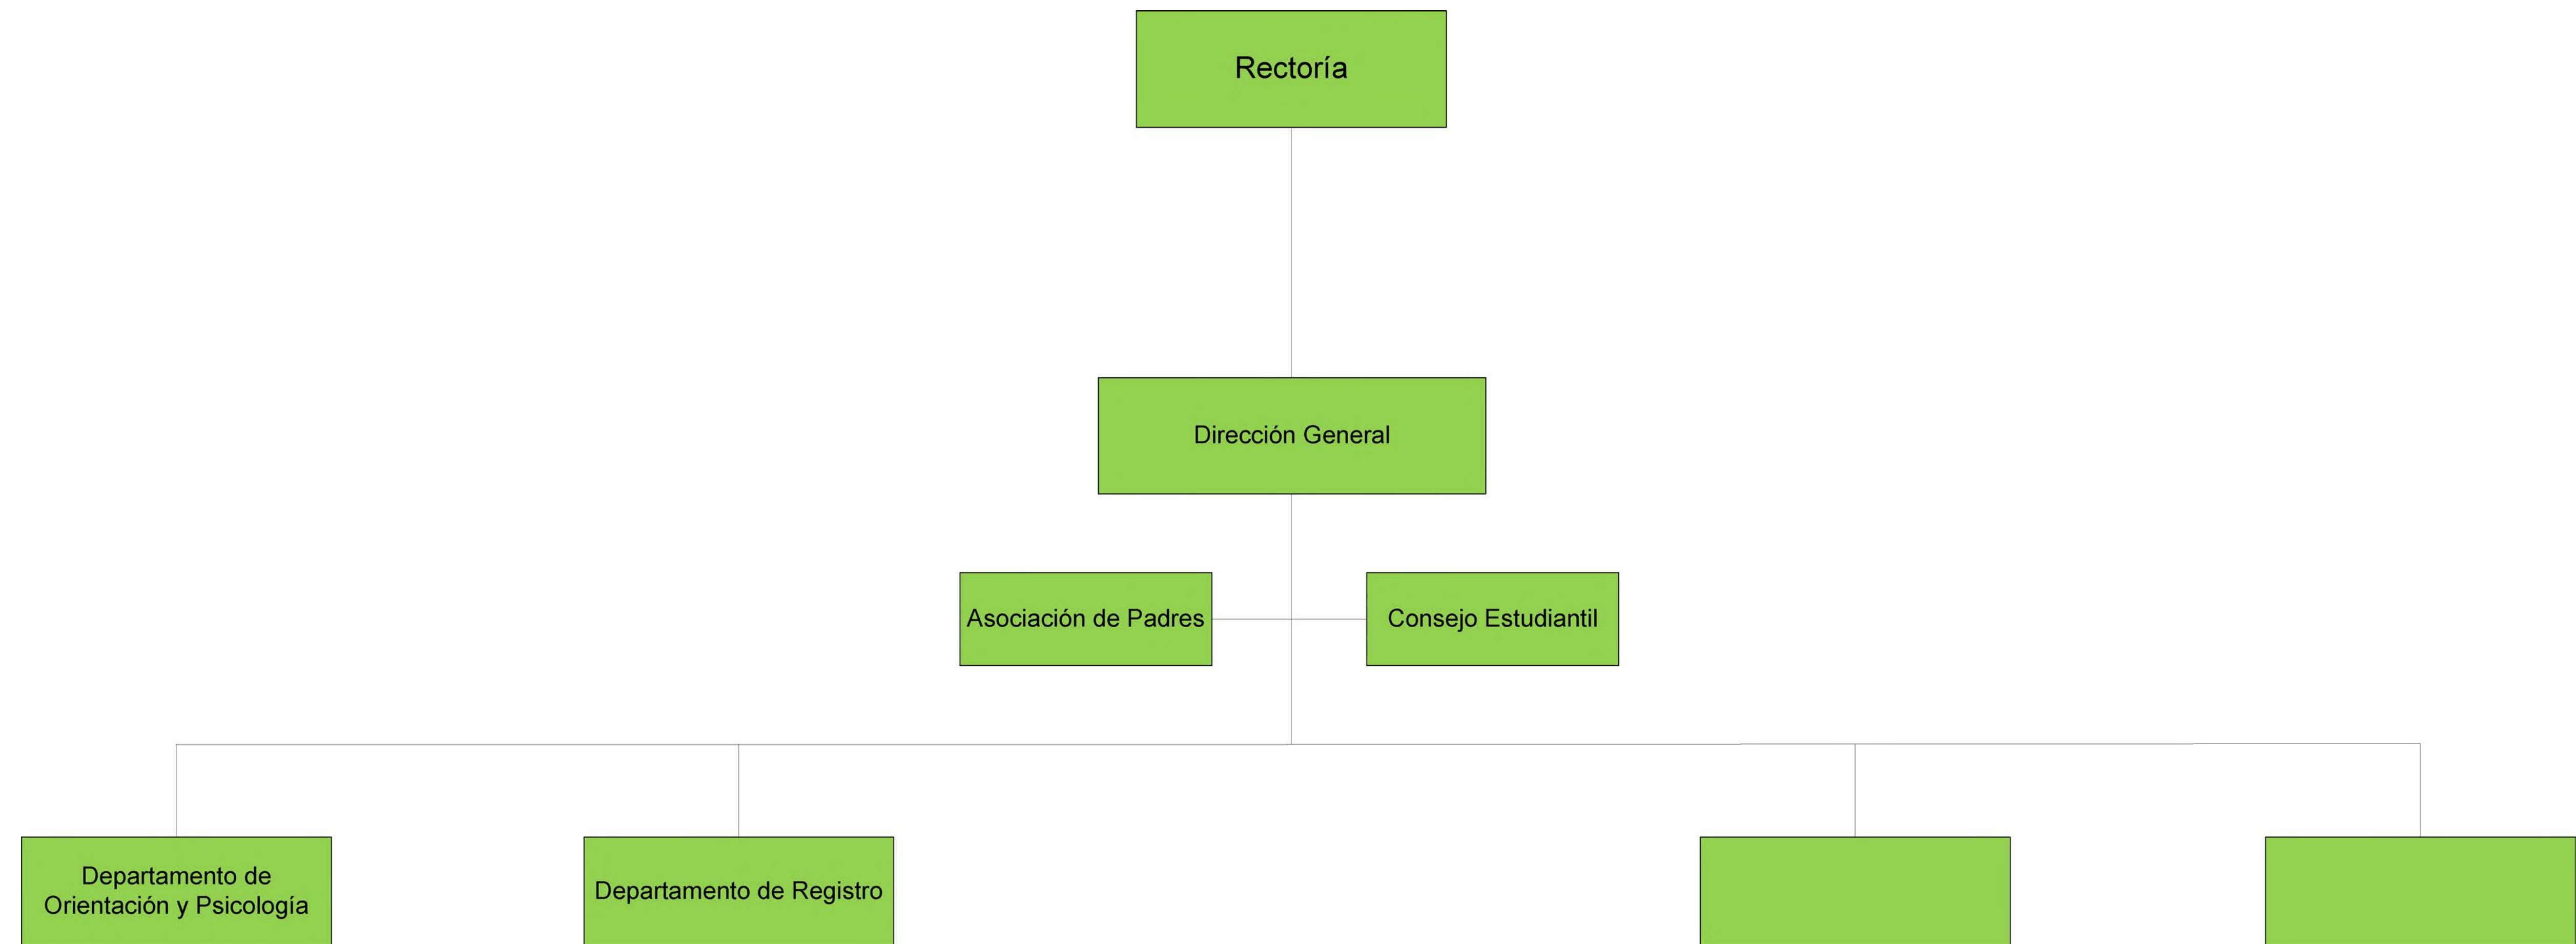 Rectoría
Dirección General
Asociación de Padres
Consejo Estudiantil
Departamento de
Orientación y Psicología
Departamento de Registro